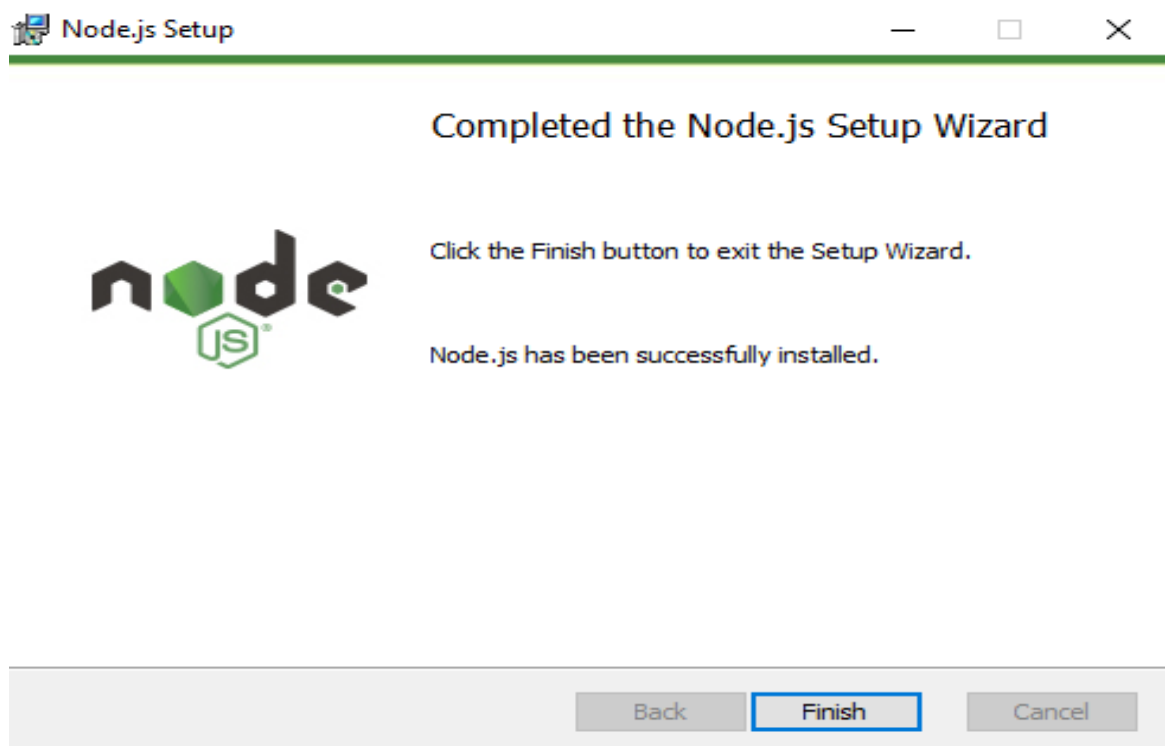 Node.js Setup
Completed the Node.js Setup Wizard
Click the Finish button to exit the Setup Wizard.
node
JS®
Node.js has been successfully installed.
Back Finish Cancel